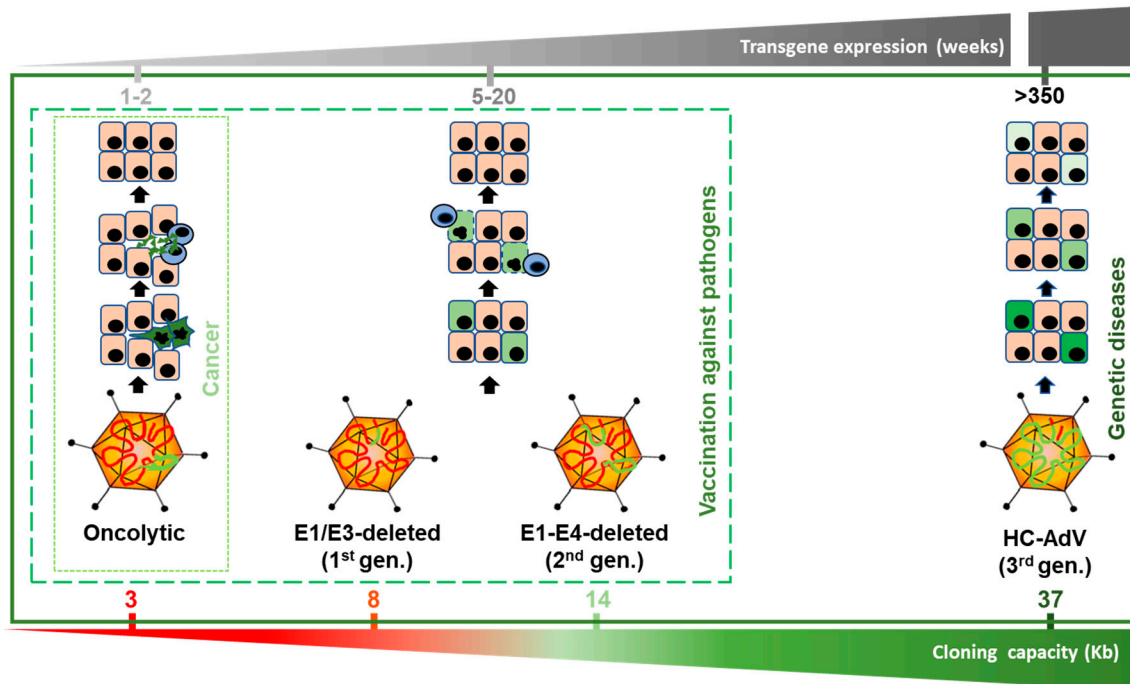 Transgene expression (weeks)
1-2
5-20
>350
Cancer
Vaccination against pathogens
Genetic diseases
Oncolytic
E1/E3-deleted
(1st gen.)
E1-E4-deleted
(2nd gen.)
HC-AdV
(3rd gen.)
3
8
14
37
Cloning capacity (Kb)